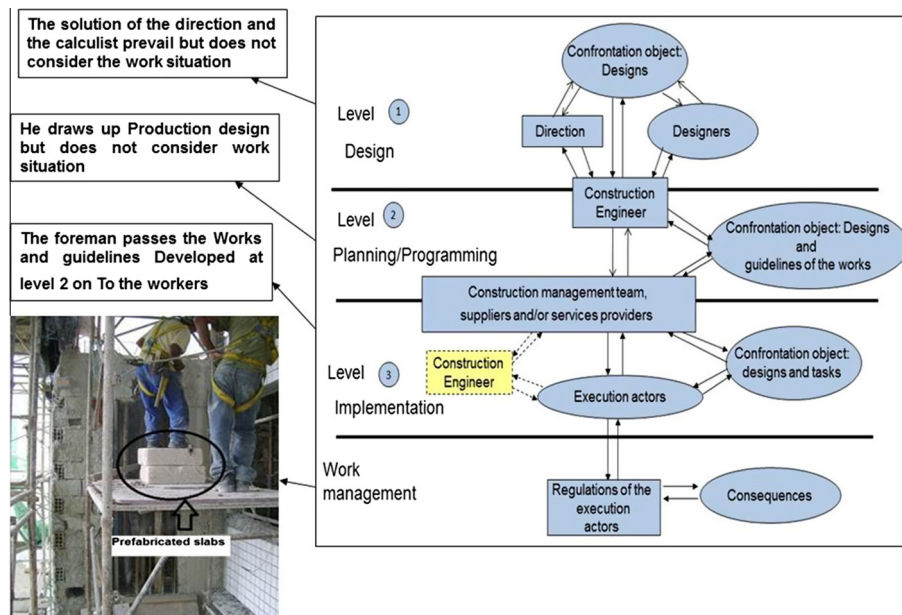 The solution of the direction and
the calculist prevail but does not
consider the work situation
He draws up Production design
but does not consider work
situation
The foreman passes the Works
and guidelines Developed at
level 2 on To the workers
Prefabricated slabs
Level 1
Design
Confrontation object:
Designs
Direction
Designers
Construction
Engineer
Level 2
Planning/Programming
Confrontation object: Designs
and
guidelines of the works
Construction management team,
suppliers and/or services providers
Level 3
Implementation
Construction
Engineer
Confrontation object:
designs and tasks
Execution actors
Work
management
Regulations of the
execution
actors
Consequences